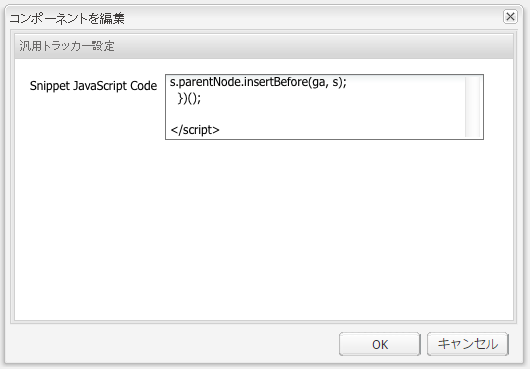 コンポーネントを編集
汎用トラッカー設定
Snippet JavaScript Code
s.parentNode.insertBefore(ga, s);
})();
</script>
OK
キャンセル